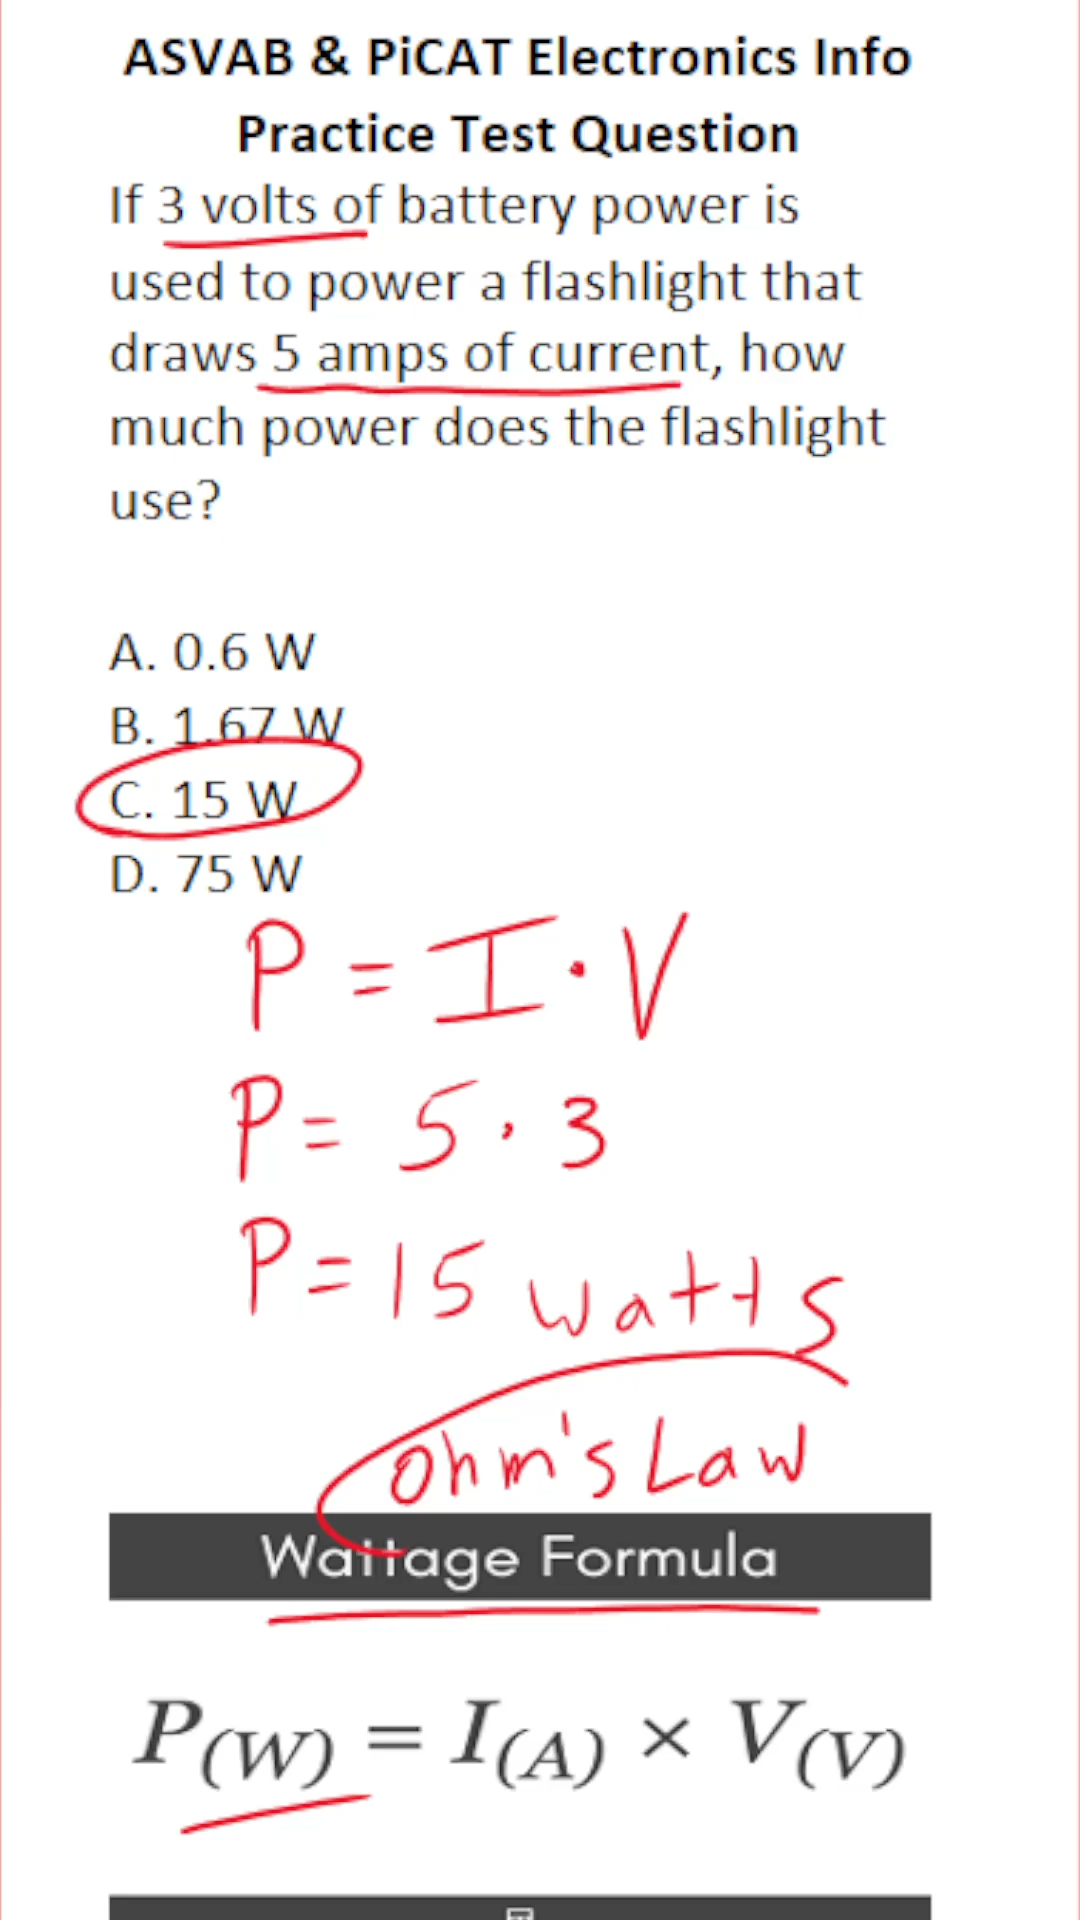 ASVAB & PiCAT Electronics Info
Practice Test Question
If 3 volts of battery power is
used to power a flashlight that
draws 5 amps of current, how
much power does the flashlight
use?
A. 0.6 W
B. 1.67 W
C. 15 W
D. 75 W
P = I · V
P = 5 · 3
P = 15 watts
Ohm's Law
Wattage Formula
P(W) = I(A) × V(V)